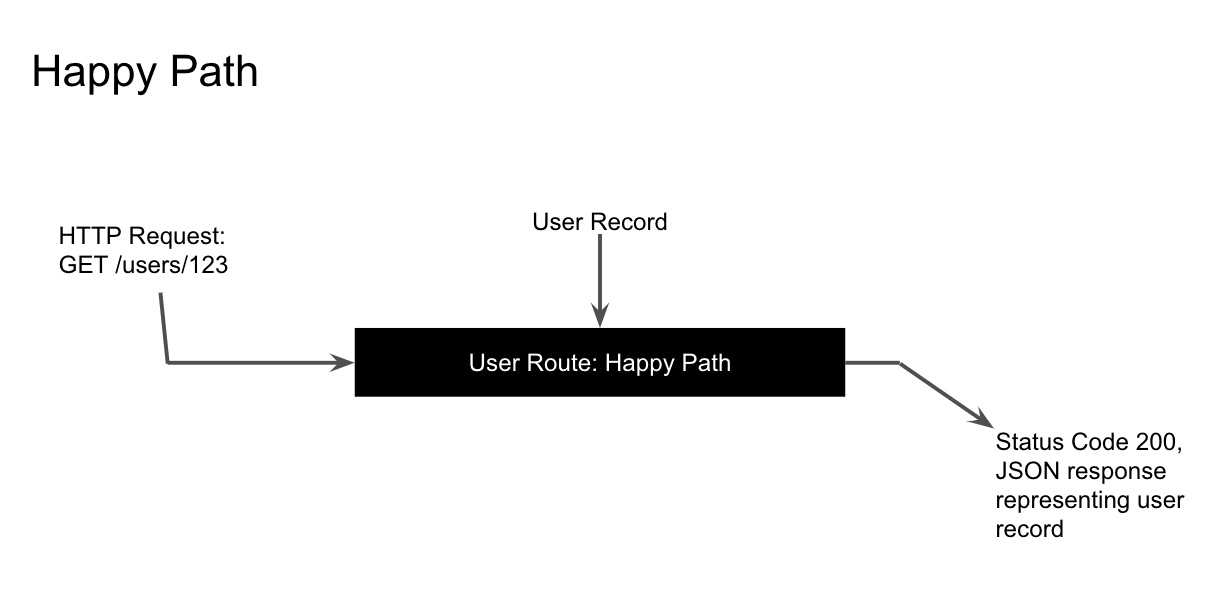 Happy Path
HTTP Request:
GET /users/123
User Record
User Route: Happy Path
Status Code 200,
JSON response
representing user
record